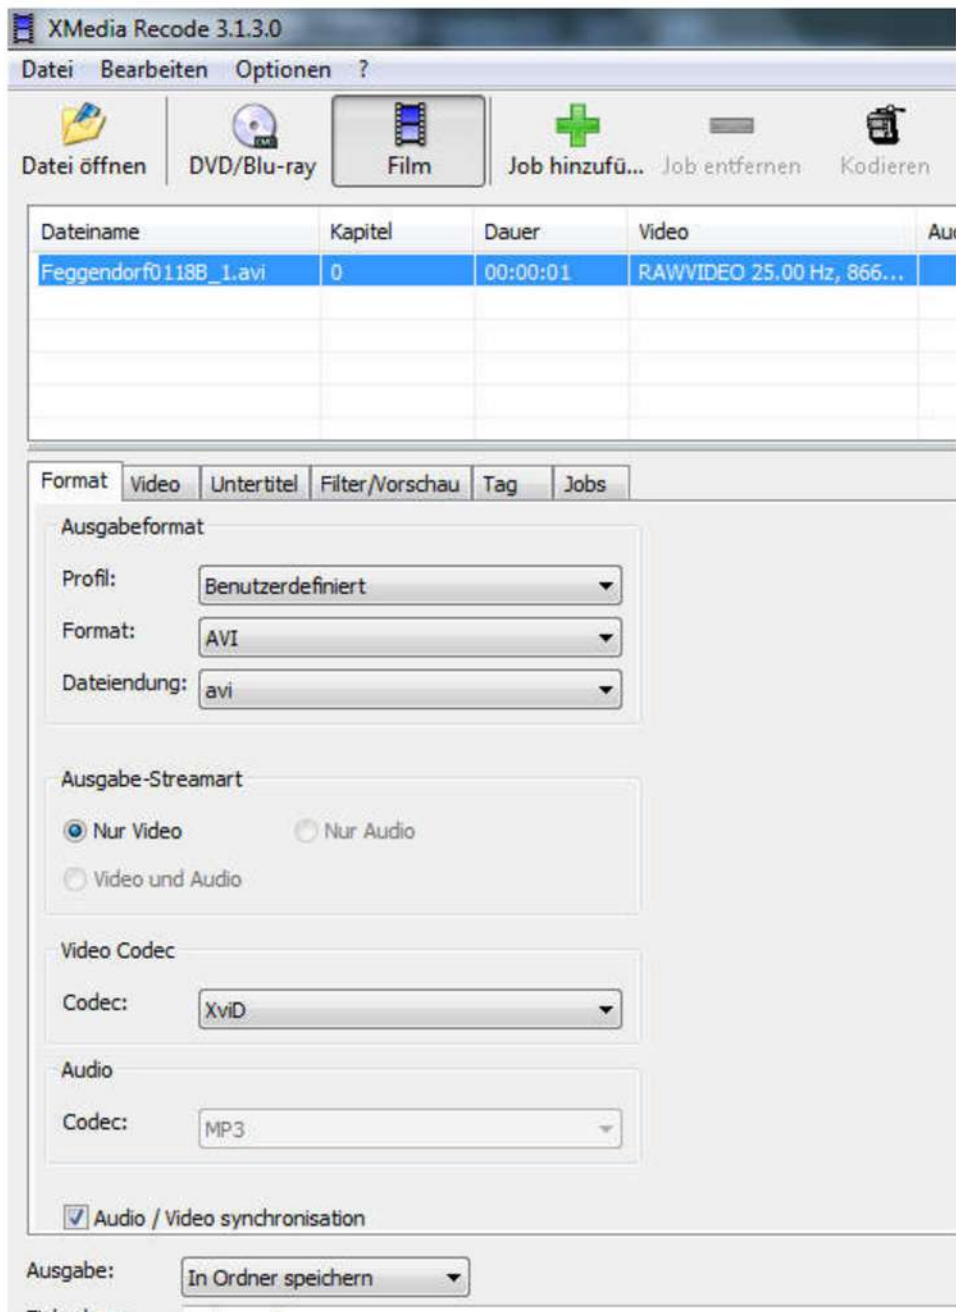 XMedia Recode 3.1.3.0
Datei Bearbeiten Optionen ?
Datei öffnen DVD/Blu-ray Film Job hinzufü... Job entfernen Kodieren
Dateiname Kapitel Dauer Video
Feggendorf0118B_1.avi 0 00:00:01 RAWVIDEO 25.00 Hz, 866...
Format Video Untertitel Filter/Vorschau Tag Jobs
Ausgabeformat
Profil: Benutzerdefiniert
Format: AVI
Dateiendung: avi
Ausgabe-Streamart
Nur Video Nur Audio
Video und Audio
Video Codec
Codec: XviD
Audio
Codec: MP3
Audio / Video synchronisation
Ausgabe: In Ordner speichern